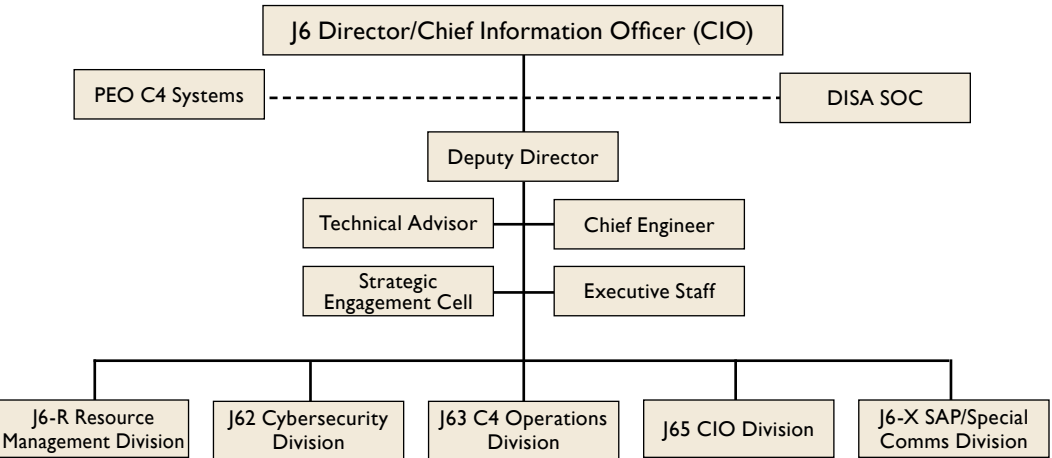 J6 Director/Chief Information Officer (CIO)
PEO C4 Systems
DISA SOC
Deputy Director
Technical Advisor
Chief Engineer
Strategic
Engagement Cell
Executive Staff
J6-R Resource
Management Division
J62 Cybersecurity
Division
J63 C4 Operations
Division
J65 CIO Division
J6-X SAP/Special
Comms Division